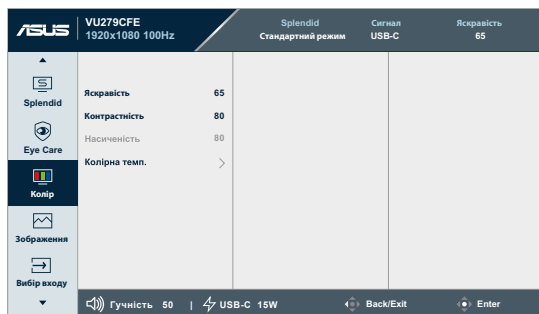 ASUS
VU279CFE
1920x1080 100Hz
Splendid
Стандартний режим
Сигнал
USB-C
Яскравість
65
Splendid
Eye Care
Колір
Зображення
Вибір входу
Яскравість 65
Контрастність 80
Насиченість 80
Колірна темп.
Гучність 50 | USB-C 15W
Back/Exit
Enter